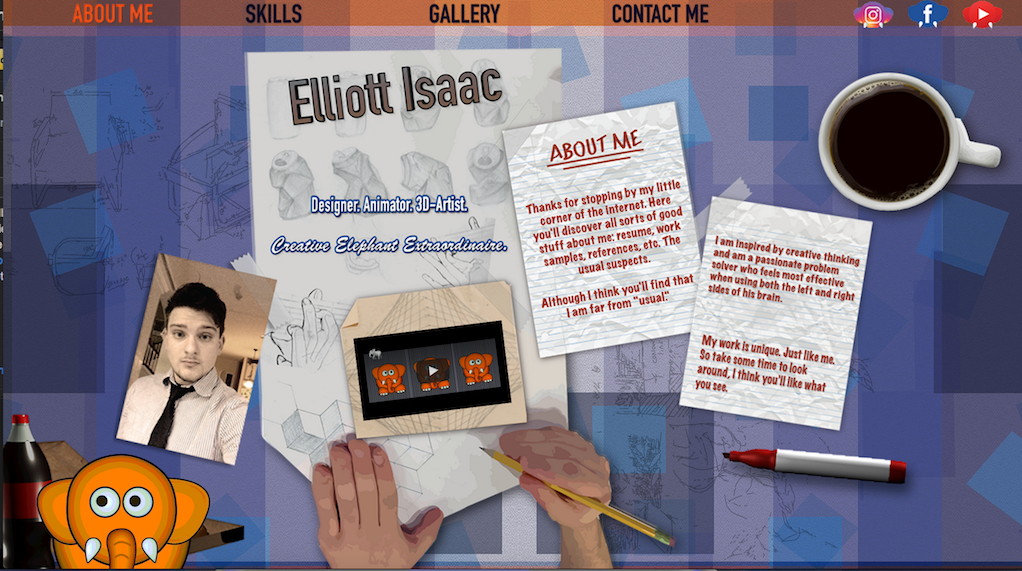 ABOUT ME
SKILLS
GALLERY
CONTACT ME
Elliott Isaac
Designer. Animator. 3D-Artist.
Creative Elephant Extraordinaire.
ABOUT ME
Thanks for stopping by my little
corner of the Internet. Here
you'll discover all sorts of good
stuff about me: resume, work
samples, references, etc. The
usual suspects.
Although I think you'll find that
I am far from "usual."
I am inspired by creative thinking
and am a passionate problem
solver who feels most effective
when using both the left and right
sides of his brain.
My work is unique. Just like me.
So take some time to look
around, I think you'll like what
you see.